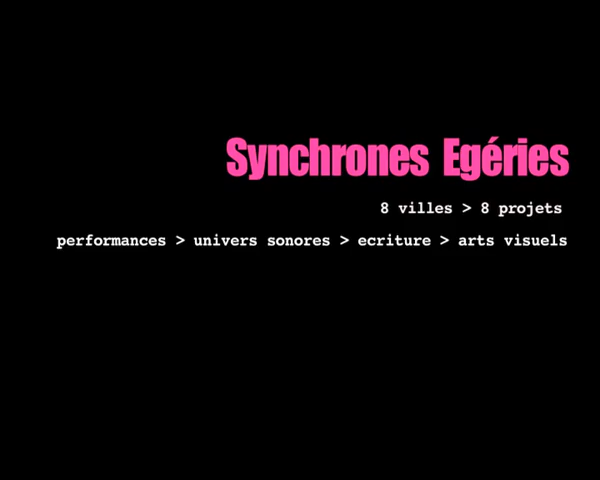 Synchrones Egéries
8 villes > 8 projets
performances > univers sonores > ecriture > arts visuels